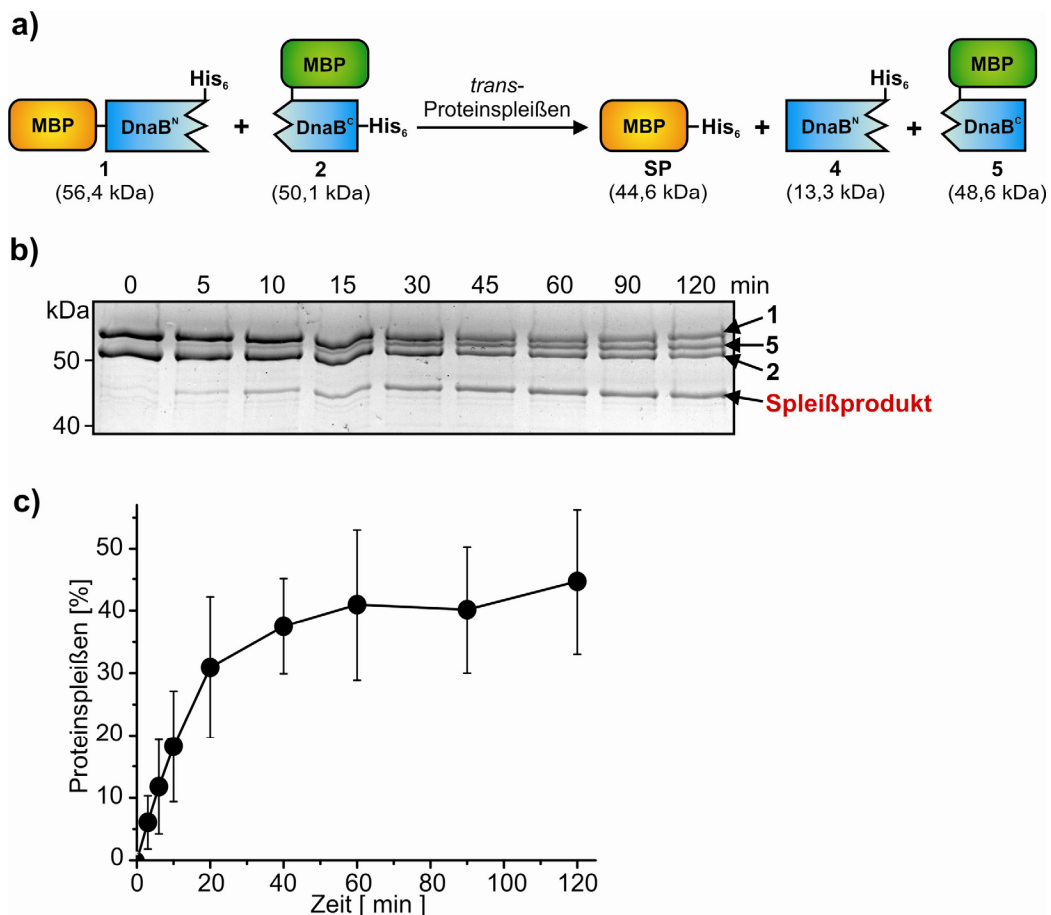 a)
MBP
His₆
MBP
trans-
Proteinspleißen
His₆
MBP
MBP
DnaBᴺ
+
DnaBᶜ
His₆
MBP
His₆
+
DnaBᴺ
+
DnaBᶜ
1
2
SP
4
5
(56,4 kDa)
(50,1 kDa)
(44,6 kDa)
(13,3 kDa)
(48,6 kDa)
b)
kDa
0 5 10 15 30 45 60 90 120 min
1
5
50
2
Spleißprodukt
40
c)
Proteinspleißen [%]
50
40
30
20
10
0
0 20 40 60 80 100 120
Zeit [ min ]